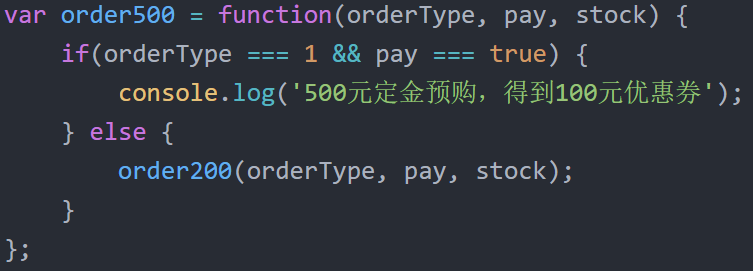 var order500 = function(orderType, pay, stock) {
    if(orderType === 1 && pay === true) {
        console.log('500元定金预购，得到100元优惠券');
    } else {
        order200(orderType, pay, stock);
    }
};